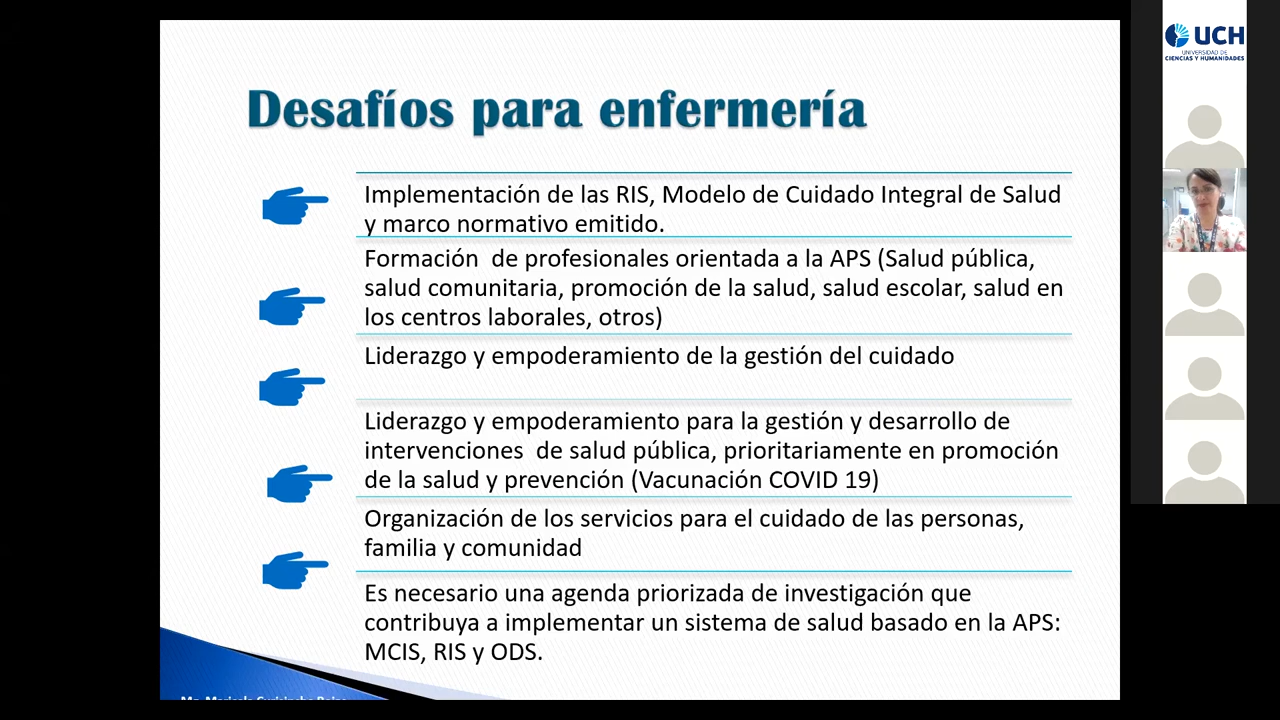 Desafíos para enfermería
Implementación de las RIS, Modelo de Cuidado Integral de Salud
y marco normativo emitido.
Formación de profesionales orientada a la APS (Salud pública,
salud comunitaria, promoción de la salud, salud escolar, salud en
los centros laborales, otros)
Liderazgo y empoderamiento de la gestión del cuidado
Liderazgo y empoderamiento para la gestión y desarrollo de
intervenciones de salud pública, prioritariamente en promoción
de la salud y prevención (Vacunación COVID 19)
Organización de los servicios para el cuidado de las personas,
familia y comunidad
Es necesario una agenda priorizada de investigación que
contribuya a implementar un sistema de salud basado en la APS:
MCIS, RIS y ODS.
UCH
UNIVERSIDAD DE
CIENCIAS Y HUMANIDADES